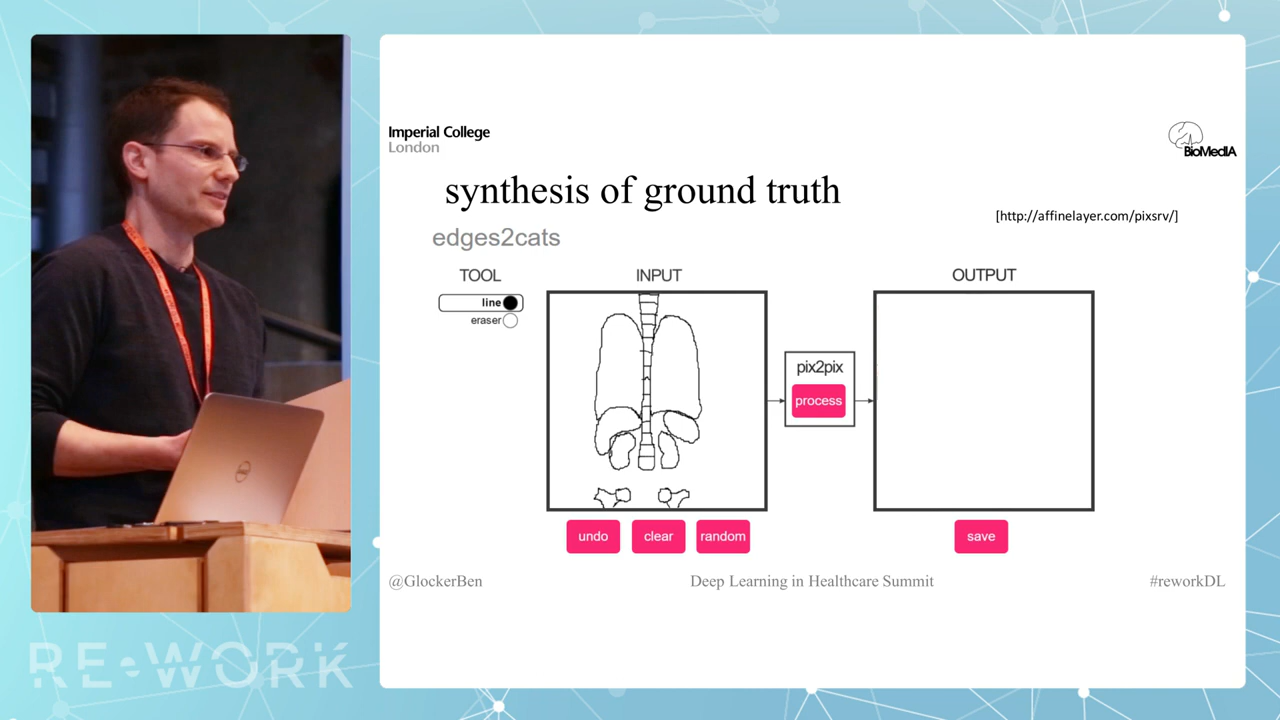 Imperial College
London
BioMedIA
synthesis of ground truth
[http://affinelayer.com/pixsrv/]
edges2cats
TOOL
INPUT
OUTPUT
line
eraser
pix2pix
process
undo
clear
random
save
@GlockerBen
Deep Learning in Healthcare Summit
#reworkDL
RE•WORK